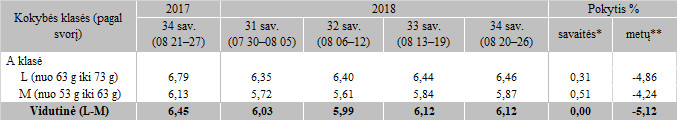 Kokybės klasės (pagal svorį) 2017 2018 Pokytis %
34 sav. (08 21–27) 31 sav. (07 30–08 05) 32 sav. (08 06–12) 33 sav. (08 13–19) 34 sav. (08 20–26) savaitės* metų**
A klasė
L (nuo 63 g iki 73 g) 6,79 6,35 6,40 6,44 6,46 0,31 -4,86
M (nuo 53 g iki 63 g) 6,13 5,72 5,61 5,84 5,87 0,51 -4,24
Vidutinė (L-M) 6,45 6,03 5,99 6,12 6,12 0,00 -5,12